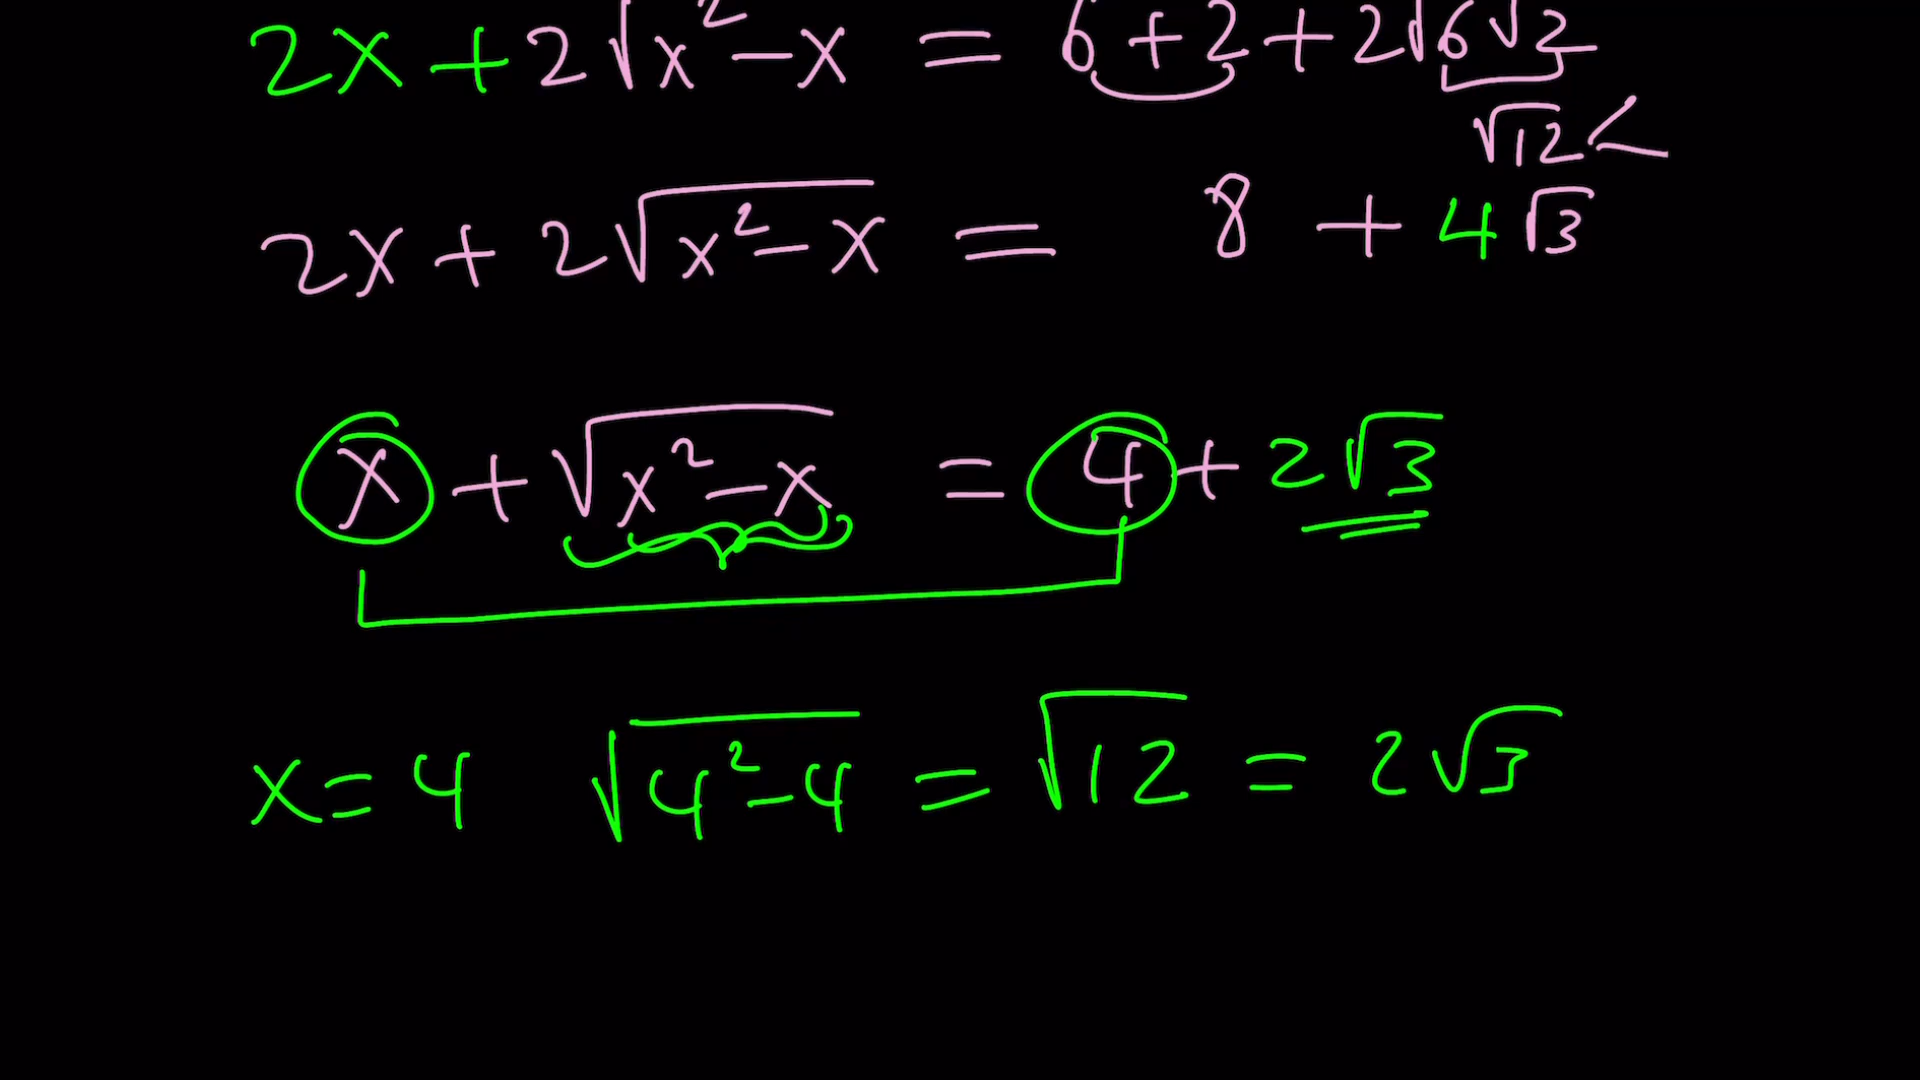 2x + 2√x² − x = 6 + 2 + 2√6√2
√12
2x + 2√x² − x = 8 + 4√3
x + √x² − x = 4 + 2√3
x = 4 √4² − 4 = √12 = 2√3